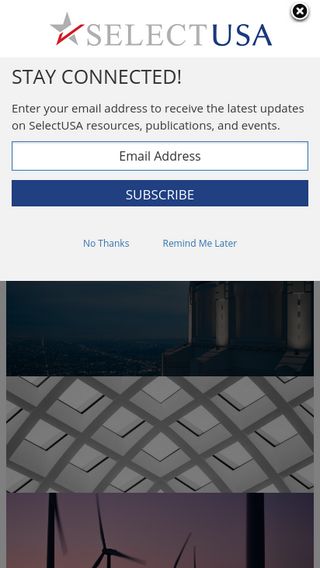 SELECTUSA
STAY CONNECTED!
Enter your email address to receive the latest updates
on SelectUSA resources, publications, and events.
Email Address
SUBSCRIBE
No Thanks
Remind Me Later